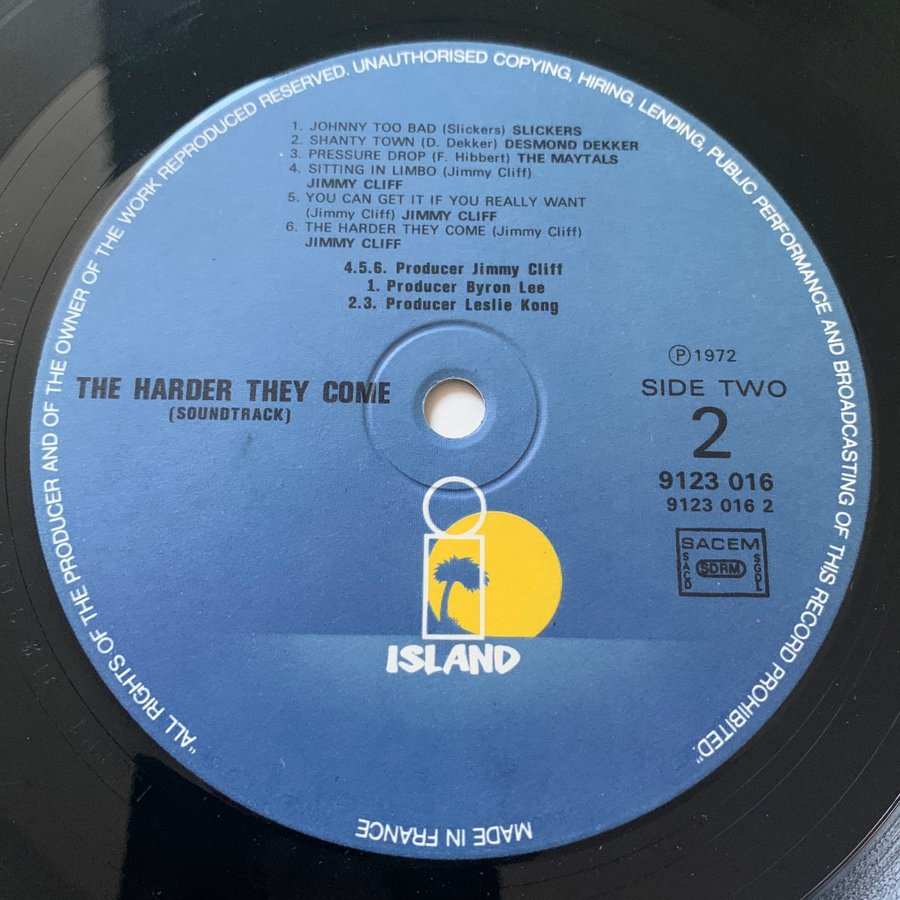 "ALL RIGHTS OF THE PRODUCER AND OF THE OWNER OF THE WORK REPRODUCED RESERVED. UNAUTHORISED COPYING, HIRING, LENDING, PUBLIC PERFORMANCE AND BROADCASTING OF THIS RECORD PROHIBITED."
1. JOHNNY TOO BAD (Slickers) SLICKERS
2. SHANTY TOWN (D. Dekker) DESMOND DEKKER
3. PRESSURE DROP (F. Hibbert) THE MAYTALS
4. SITTING IN LIMBO (Jimmy Cliff)
JIMMY CLIFF
5. YOU CAN GET IT IF YOU REALLY WANT
(Jimmy Cliff) JIMMY CLIFF
6. THE HARDER THEY COME (Jimmy Cliff)
JIMMY CLIFF
4.5.6. Producer Jimmy Cliff
1. Producer Byron Lee
2.3. Producer Leslie Kong
THE HARDER THEY COME
(SOUNDTRACK)
Ⓟ 1972
SIDE TWO
2
9123 016
9123 016 2
SACEM
SACD
SDRM
SGDL
ISLAND
MADE IN FRANCE